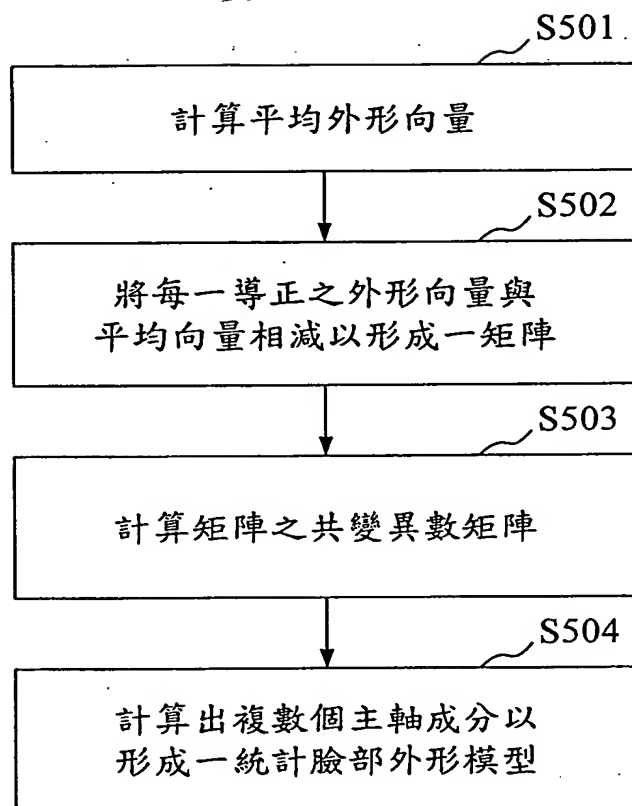 S501
計算平均外形向量
S502
將每一導正之外形向量與
平均向量相減以形成一矩陣
S503
計算矩陣之共變異數矩陣
S504
計算出複數個主軸成分以
形成一統計臉部外形模型